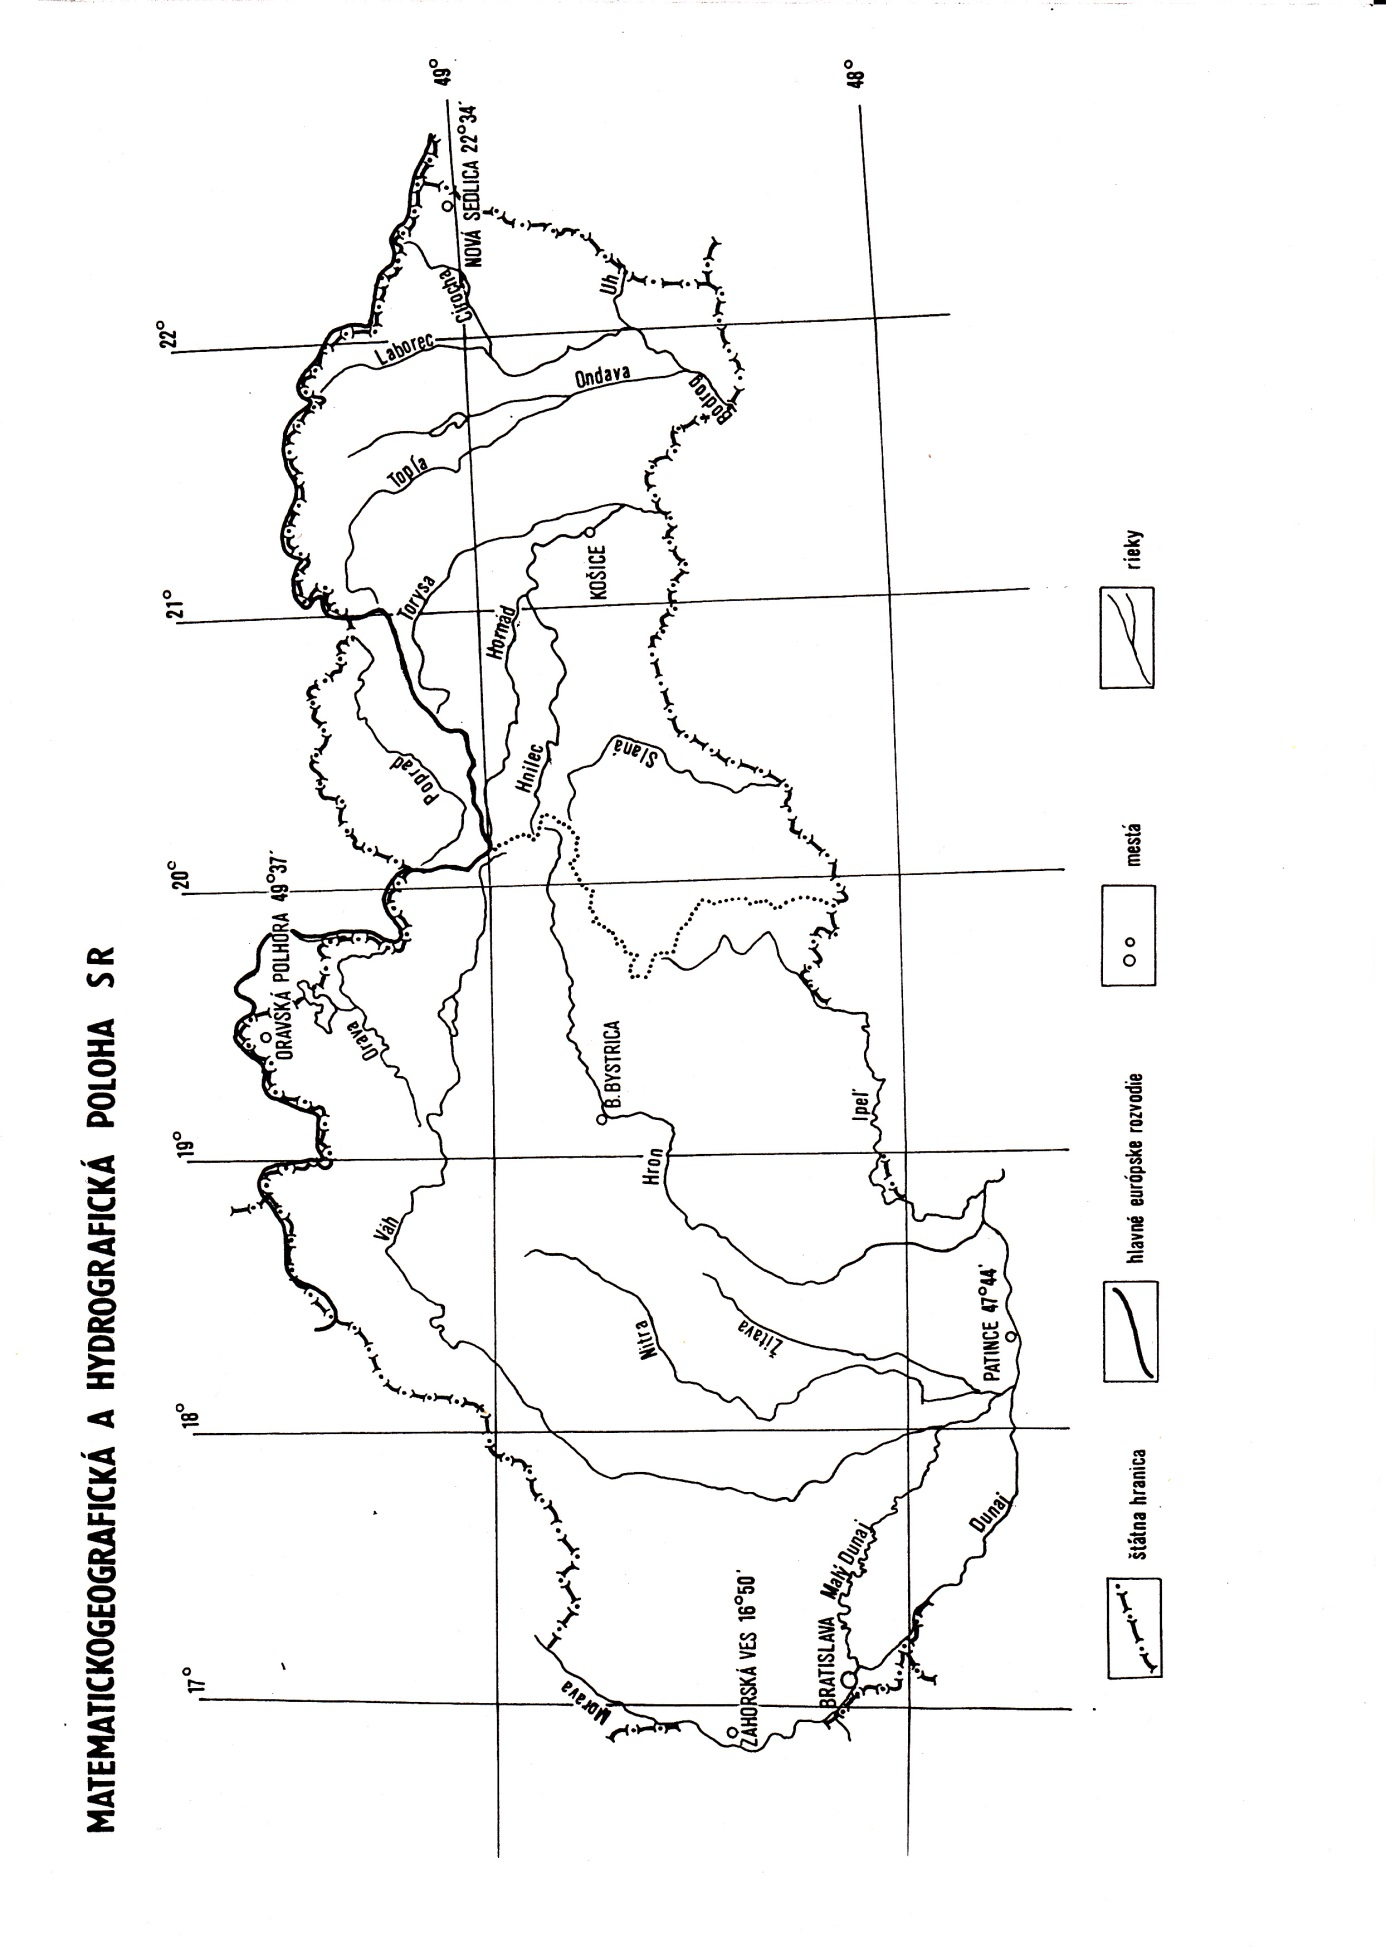 MATEMATICKOGEOGRAFICKÁ A HYDROGRAFICKÁ POLOHA SR
17°
18°
19°
20°
21°
22°
49°
48°
ORAVSKÁ POLHORA 49°37´
NOVÁ SEDLICA 22°34´
ZÁHORSKÁ VES 16°50'
PATINCE 47°44'
BRATISLAVA
B. BYSTRICA
KOŠICE
Morava
Malý Dunaj
Dunaj
Váh
Nitra
Žitava
Hron
Ipeľ
Orava
Poprad
Hnilec
Slaná
Hornád
Torysa
Topľa
Ondava
Laborec
Cirocha
Uh
Bodrog
štátna hranica
hlavné európske rozvodie
mestá
rieky